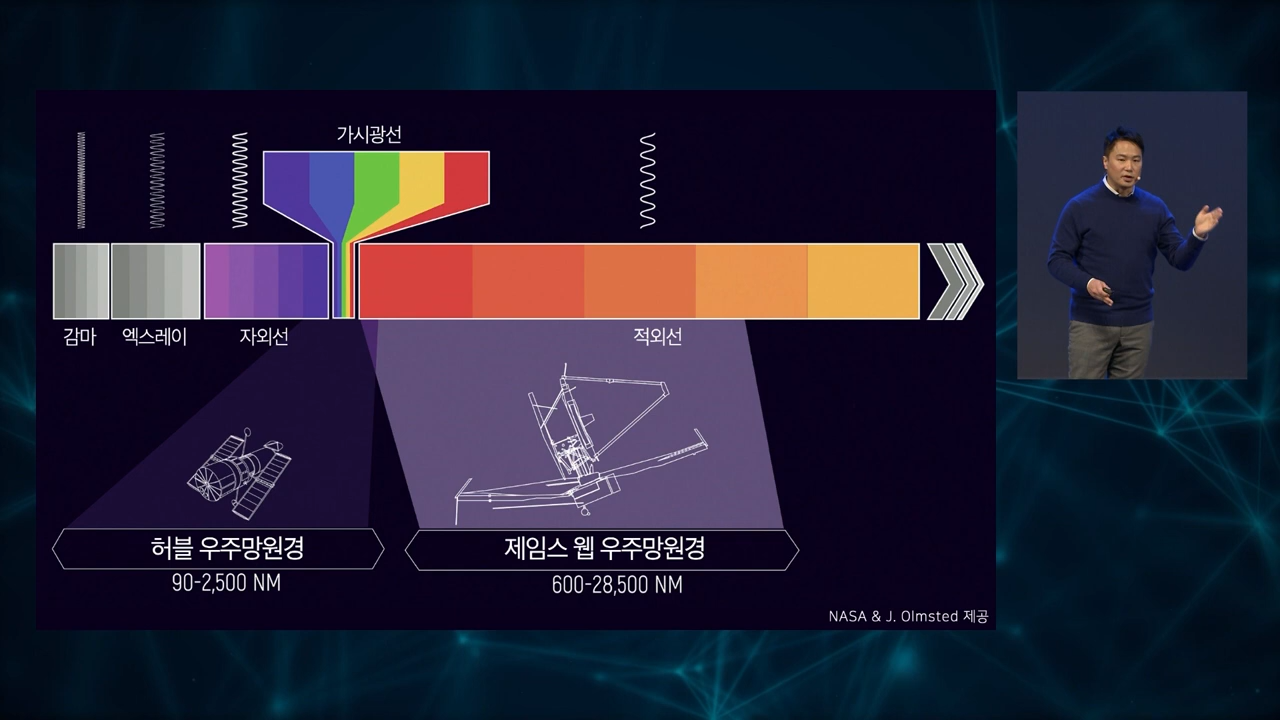 가시광선
감마
엑스레이
자외선
적외선
허블 우주망원경
90-2,500 NM
제임스 웹 우주망원경
600-28,500 NM
NASA & J. Olmsted 제공